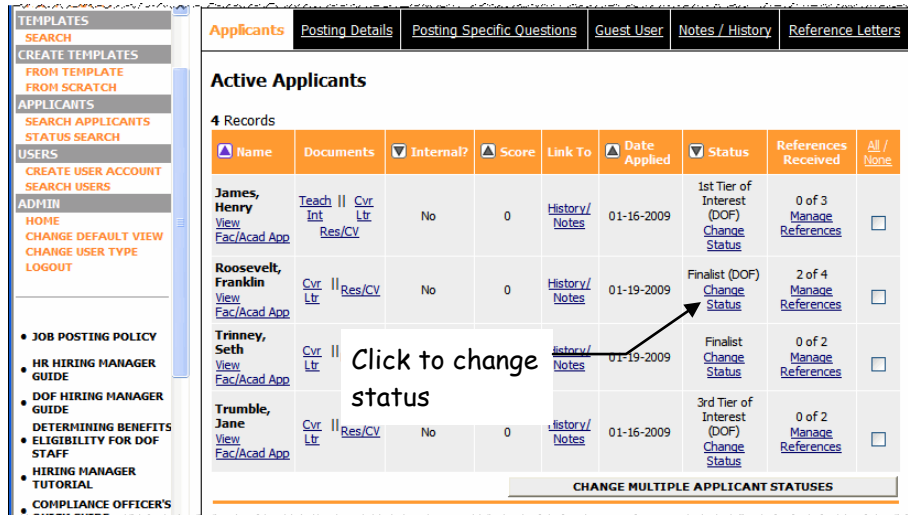 TEMPLATES
SEARCH
CREATE TEMPLATES
FROM TEMPLATE
FROM SCRATCH
APPLICANTS
SEARCH APPLICANTS
STATUS SEARCH
USERS
CREATE USER ACCOUNT
SEARCH USERS
ADMIN
HOME
CHANGE DEFAULT VIEW
CHANGE USER TYPE
LOGOUT
• JOB POSTING POLICY
• HR HIRING MANAGER
GUIDE
• DOF HIRING MANAGER
GUIDE
DETERMINING BENEFITS
• ELIGIBILITY FOR DOF
STAFF
• HIRING MANAGER
TUTORIAL
• COMPLIANCE OFFICER'S
Applicants Posting Details Posting Specific Questions Guest User Notes / History Reference Letters
Active Applicants
4 Records
Name Documents Internal? Score Link To Date Applied Status References Received All / None
James,
Henry
View
Fac/Acad App
Teach || Cvr
Int Ltr
Res/CV
No
0
History/
Notes
01-16-2009
1st Tier of
Interest
(DOF)
Change
Status
0 of 3
Manage
References
Roosevelt,
Franklin
View
Fac/Acad App
Cvr || Res/CV
Ltr
No
0
History/
Notes
01-19-2009
Finalist (DOF)
Change
Status
2 of 4
Manage
References
Trinney,
Seth
View
Fac/Acad App
Cvr ||
Ltr
Click to change
status
History/
Notes
01-19-2009
Finalist
Change
Status
0 of 2
Manage
References
Trumble,
Jane
View
Fac/Acad App
Cvr || Res/CV
Ltr
No
0
History/
Notes
01-16-2009
3rd Tier of
Interest
(DOF)
Change
Status
0 of 2
Manage
References
CHANGE MULTIPLE APPLICANT STATUSES